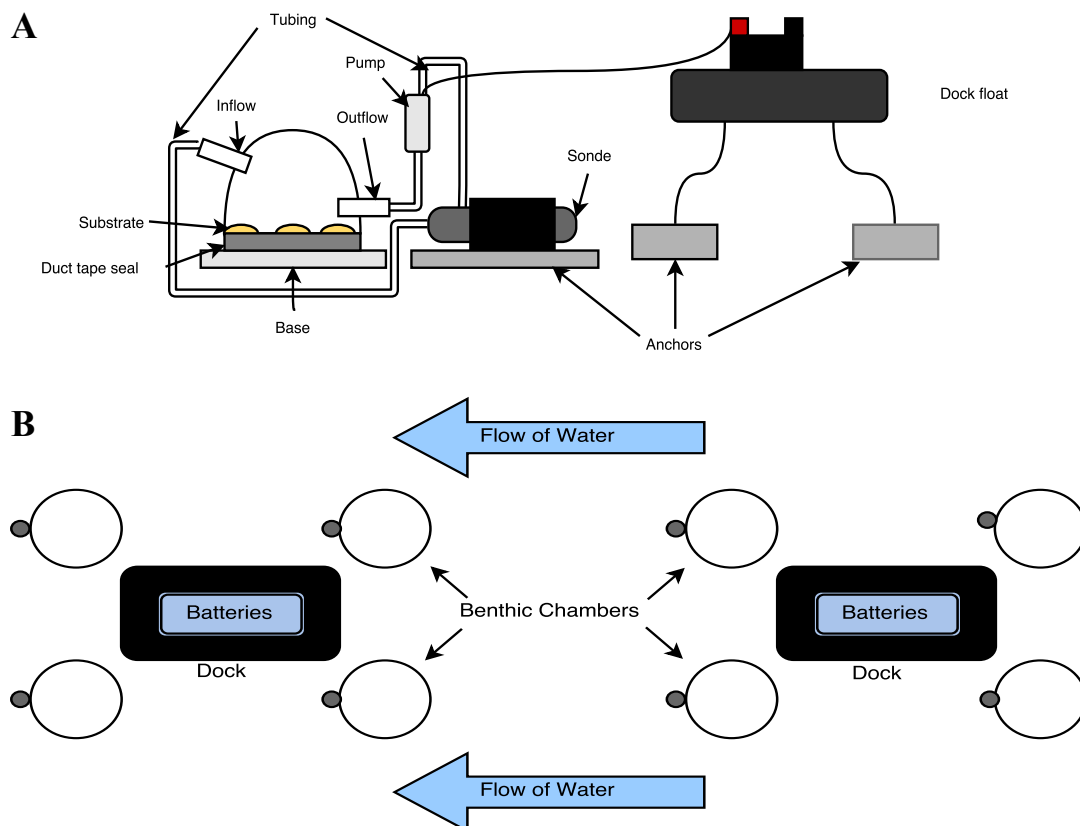 A
Tubing
Pump
Inflow
Outflow
Dock float
Sonde
Substrate
Duct tape seal
Base
Anchors
B
Flow of Water
Benthic Chambers
Batteries
Batteries
Dock
Dock
Flow of Water